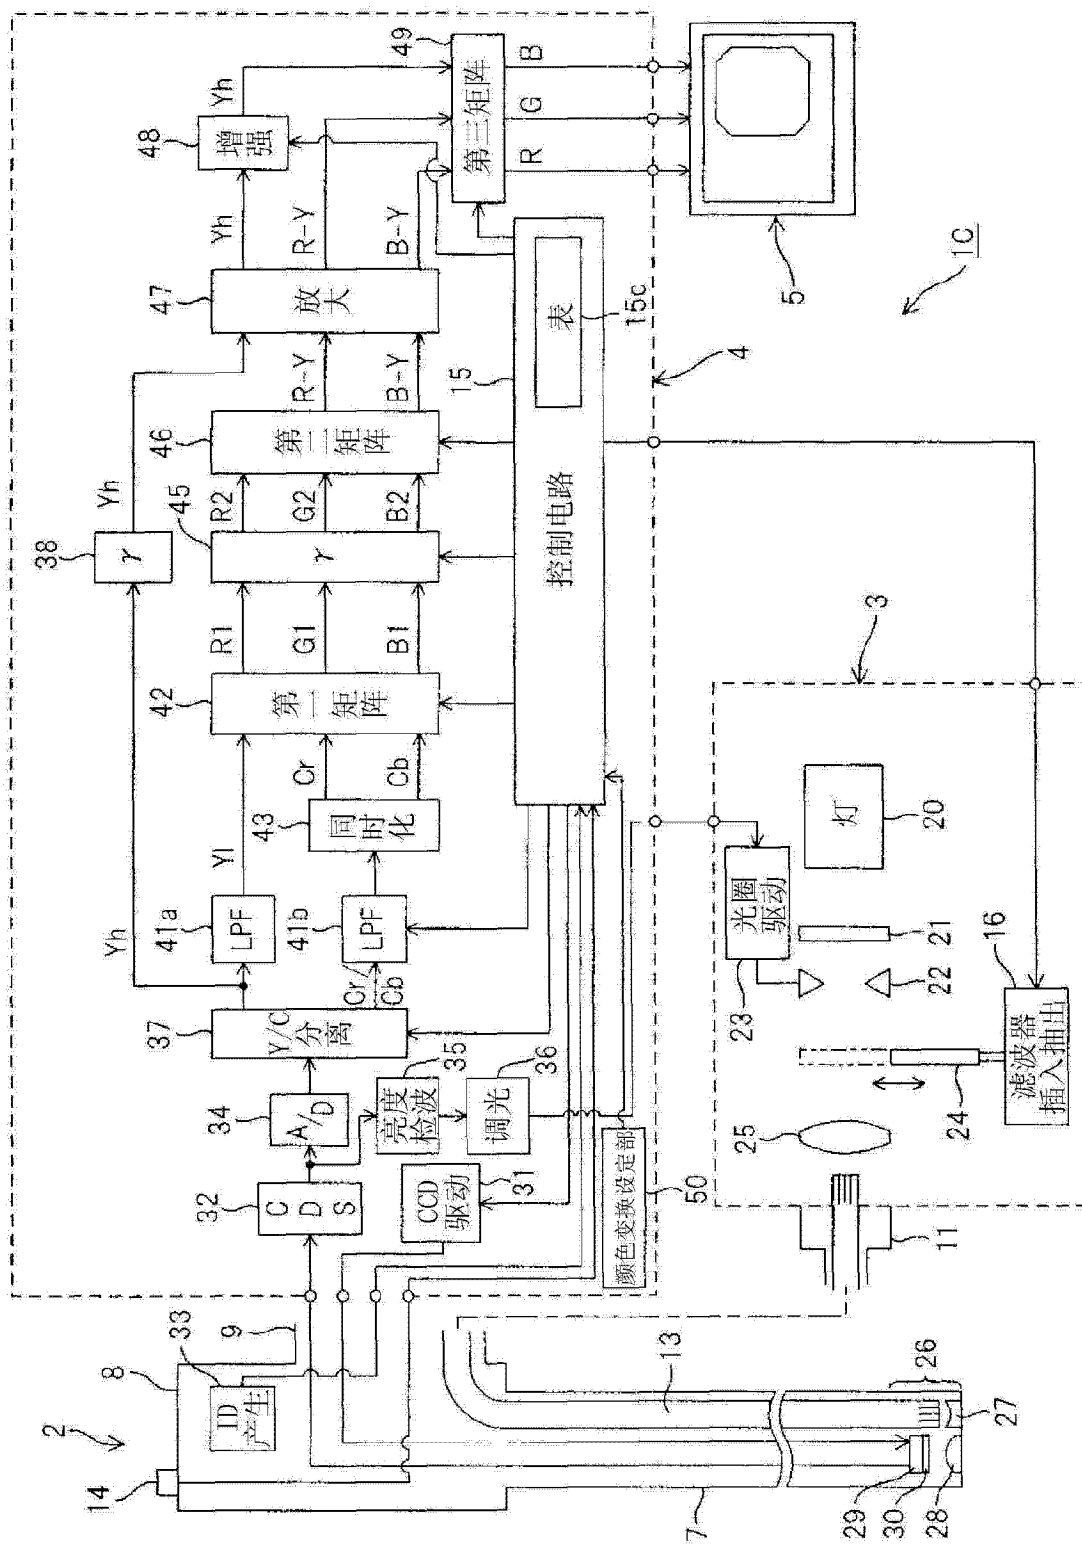 2
14
8
33
ID
产生
9
7
13
26
27
28
29
30
32
CDS
34
A/D
37
Y/C
分离
35
亮度
检波
36
调光
CCD
驱动
31
颜色变换设定部
50
Yh
41a
LPF
41b
LPF
Cr/
Cb
Yl
43
同时化
Cr
Cb
42
第一矩阵
R1
G1
B1
38
γ
45
γ
Yh
R2
G2
B2
46
第二矩阵
R-Y
B-Y
47
放大
Yh
R-Y
B-Y
48
增强
Yh
49
第三矩阵
R
G
B
控制电路
15
表
15c
4
5
1C
3
灯
20
光圈
驱动
23
21
22
24
25
16
滤波器
插入抽出
11